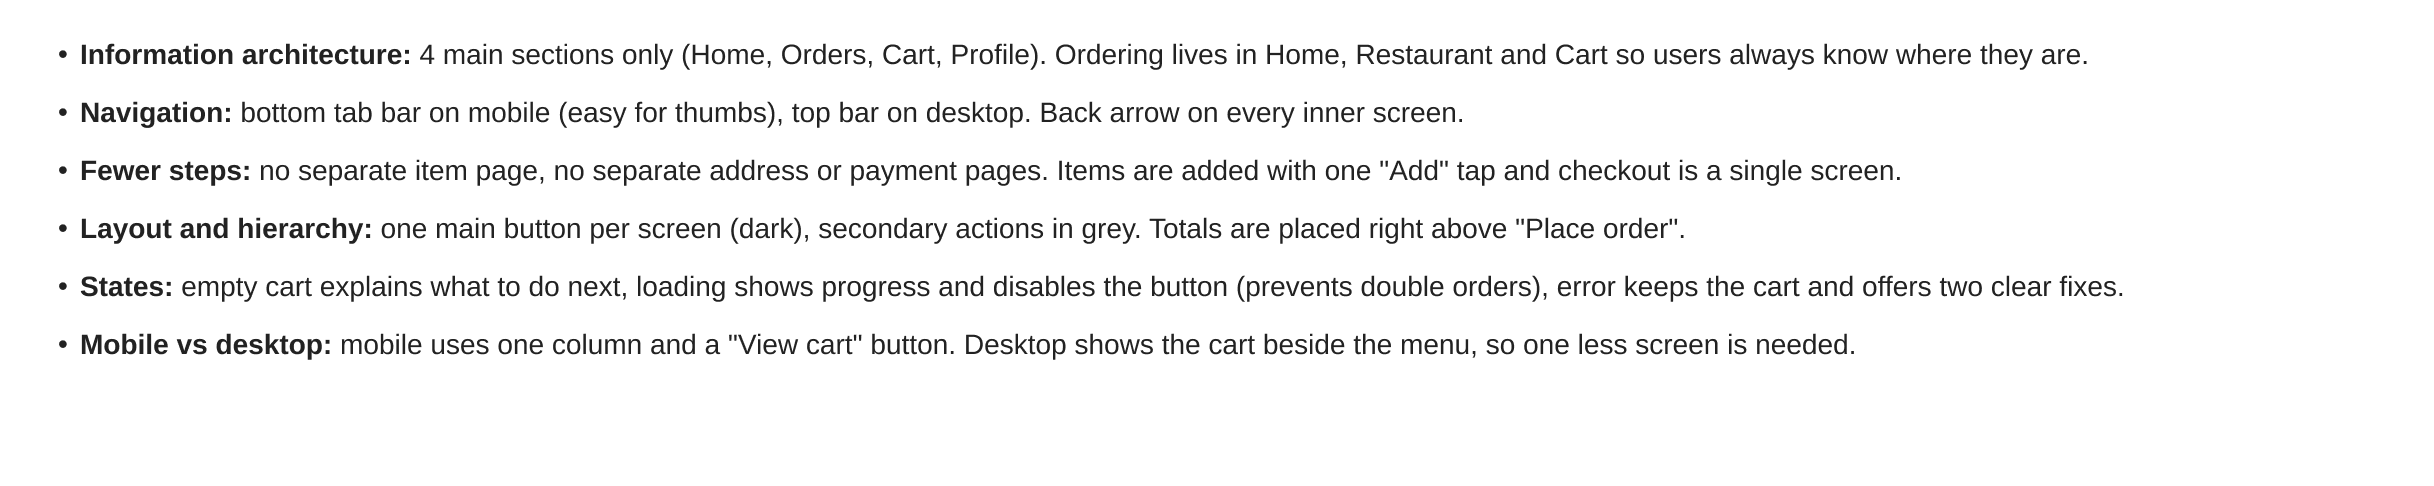 • Information architecture: 4 main sections only (Home, Orders, Cart, Profile). Ordering lives in Home, Restaurant and Cart so users always know where they are.
• Navigation: bottom tab bar on mobile (easy for thumbs), top bar on desktop. Back arrow on every inner screen.
• Fewer steps: no separate item page, no separate address or payment pages. Items are added with one "Add" tap and checkout is a single screen.
• Layout and hierarchy: one main button per screen (dark), secondary actions in grey. Totals are placed right above "Place order".
• States: empty cart explains what to do next, loading shows progress and disables the button (prevents double orders), error keeps the cart and offers two clear fixes.
• Mobile vs desktop: mobile uses one column and a "View cart" button. Desktop shows the cart beside the menu, so one less screen is needed.